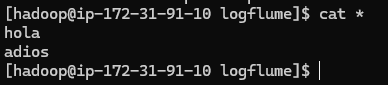 [hadoop@ip-172-31-91-10 logflume]$ cat *
hola
adios
[hadoop@ip-172-31-91-10 logflume]$